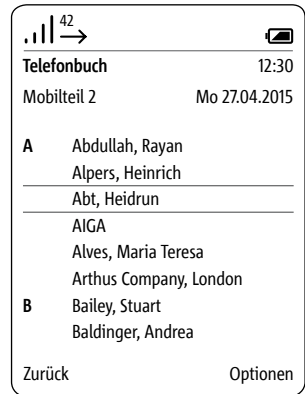 42
Telefonbuch 12:30
Mobilteil 2 Mo 27.04.2015
A Abdullah, Rayan
Alpers, Heinrich
Abt, Heidrun
AIGA
Alves, Maria Teresa
Arthus Company, London
B Bailey, Stuart
Baldinger, Andrea
Zurück Optionen